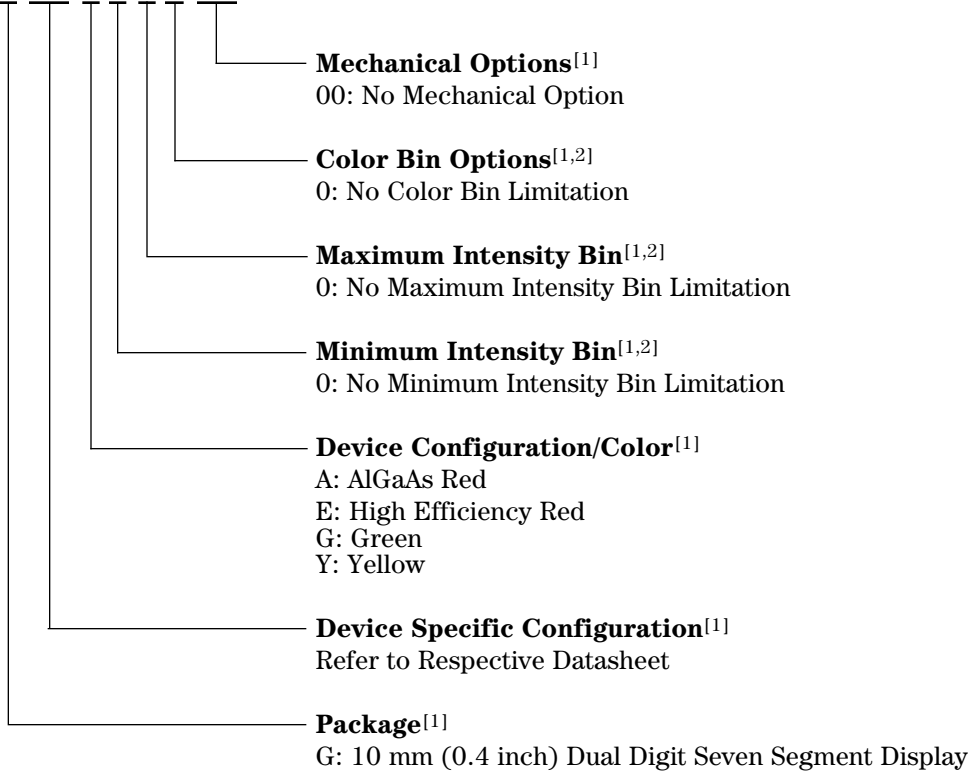 Mechanical Options[1]
00: No Mechanical Option
Color Bin Options[1,2]
0: No Color Bin Limitation
Maximum Intensity Bin[1,2]
0: No Maximum Intensity Bin Limitation
Minimum Intensity Bin[1,2]
0: No Minimum Intensity Bin Limitation
Device Configuration/Color[1]
A: AlGaAs Red
E: High Efficiency Red
G: Green
Y: Yellow
Device Specific Configuration[1]
Refer to Respective Datasheet
Package[1]
G: 10 mm (0.4 inch) Dual Digit Seven Segment Display